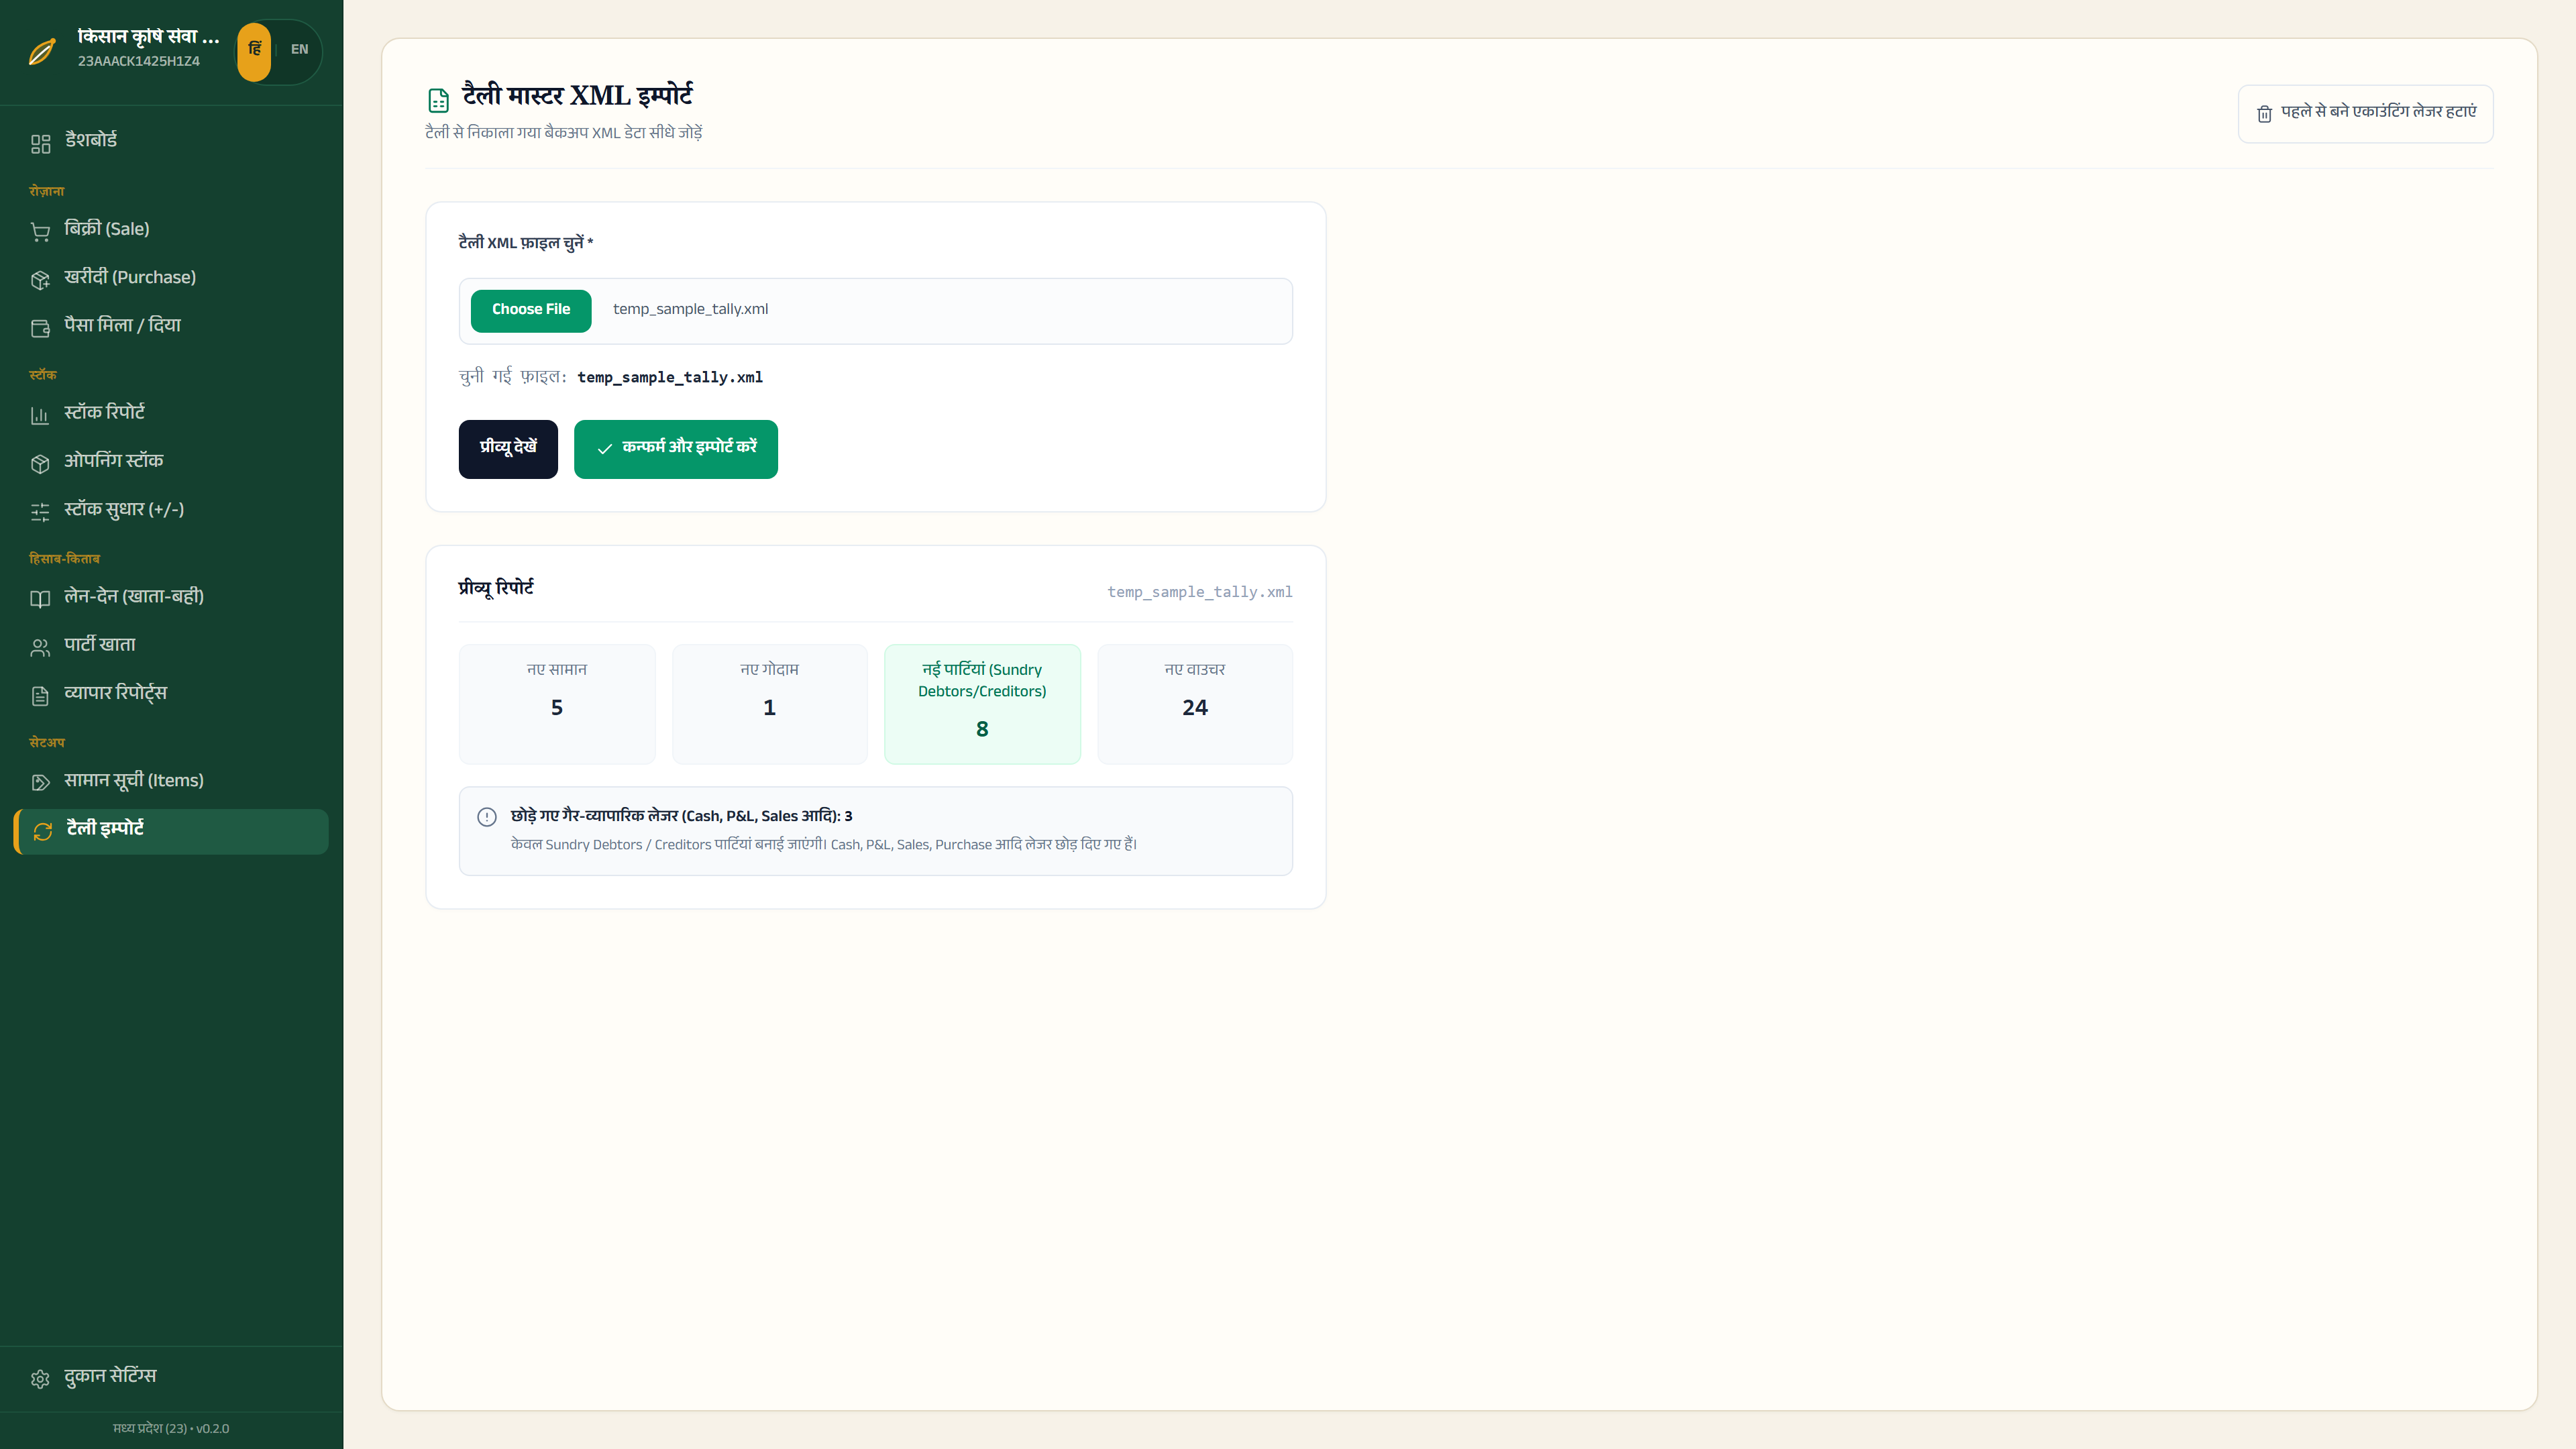 किसान कृषि सेवा ...
23AAACK1425H1Z4
हिं
EN
डैशबोर्ड
रोज़ाना
बिक्री (Sale)
खरीदी (Purchase)
पैसा मिला / दिया
स्टॉक
स्टॉक रिपोर्ट
ओपनिंग स्टॉक
स्टॉक सुधार (+/-)
हिसाब-किताब
लेन-देन (खाता-बही)
पार्टी खाता
व्यापार रिपोर्ट्स
सेटअप
सामान सूची (Items)
टैली इम्पोर्ट
दुकान सेटिंग्स
मध्य प्रदेश (23) • v0.2.0
टैली मास्टर XML इम्पोर्ट
टैली से निकाला गया बैकअप XML डेटा सीधे जोड़ें
पहले से बने एकाउंटिंग लेजर हटाएं
टैली XML फ़ाइल चुनें *
Choose File temp_sample_tally.xml
चुनी गई फ़ाइल: temp_sample_tally.xml
प्रीव्यू देखें
कन्फर्म और इम्पोर्ट करें
प्रीव्यू रिपोर्ट
temp_sample_tally.xml
नए सामान
5
नए गोदाम
1
नई पार्टियां (Sundry
Debtors/Creditors)
8
नए वाउचर
24
छोड़े गए गैर-व्यापारिक लेजर (Cash, P&L, Sales आदि): 3
केवल Sundry Debtors / Creditors पार्टियां बनाई जाएंगी। Cash, P&L, Sales, Purchase आदि लेजर छोड़ दिए गए हैं।